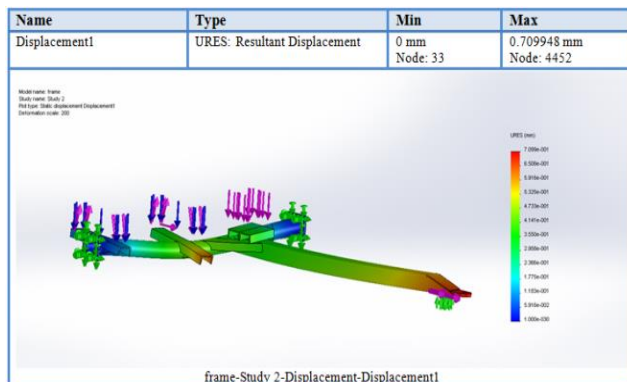 Name Type Min Max
Displacement1 URES: Resultant Displacement 0 mm 0.709948 mm
Node: 33 Node: 4452
Model name: frame
Study name: Study 2
Plot type: Static displacement Displacement1
Deformation scale: 200
URES (mm)
7.099e-001
6.508e-001
5.916e-001
5.325e-001
4.733e-001
4.141e-001
3.550e-001
2.958e-001
2.366e-001
1.775e-001
1.183e-001
5.916e-002
1.000e-030
frame-Study 2-Displacement-Displacement1